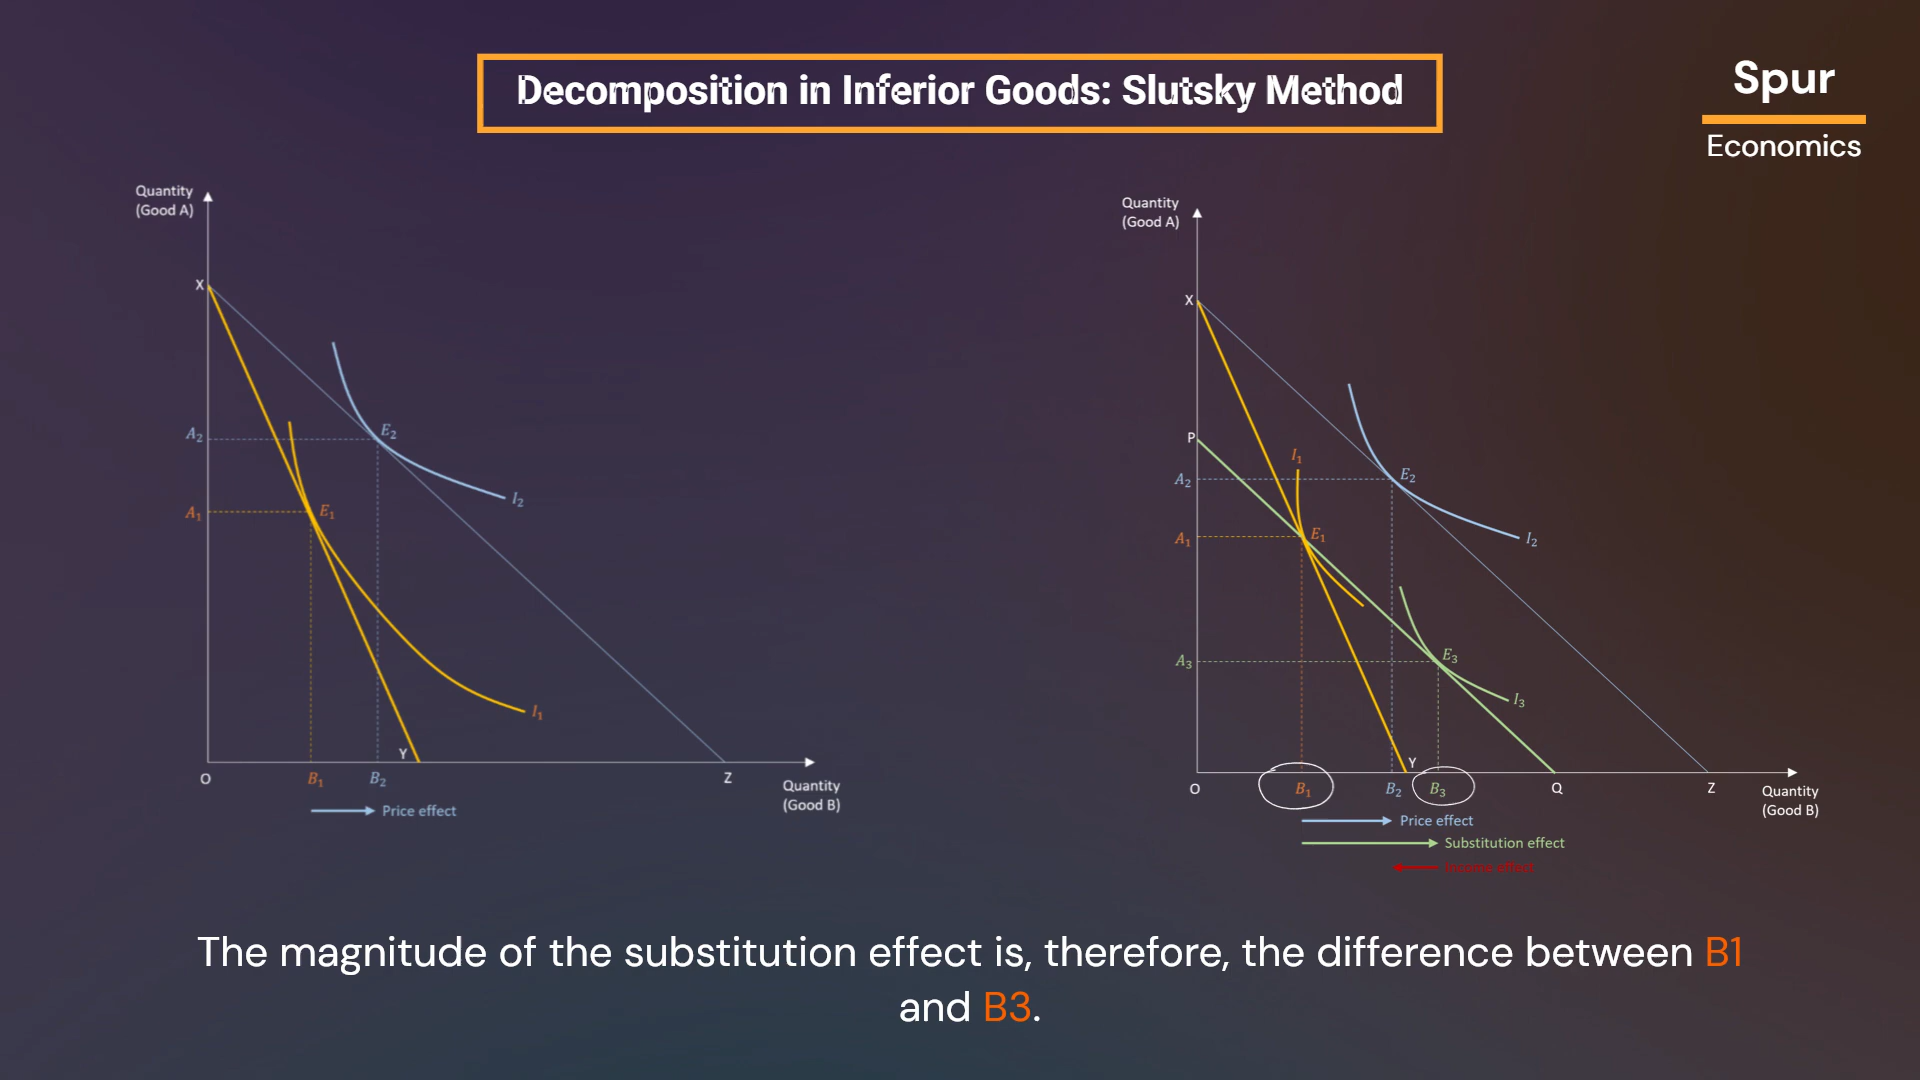 Decomposition in Inferior Goods: Slutsky Method
Spur
Economics
Quantity
(Good A)
X
A₂
E₂
I₂
A₁
E₁
I₁
Y
O
B₁
B₂
Z
Quantity
(Good B)
Price effect
Quantity
(Good A)
X
P
I₁
A₂
E₂
A₁
E₁
I₂
A₃
E₃
I₃
Y
O
B₁
B₂
B₃
Q
Z
Quantity
(Good B)
Price effect
Substitution effect
Income effect
The magnitude of the substitution effect is, therefore, the difference between B1
and B3.